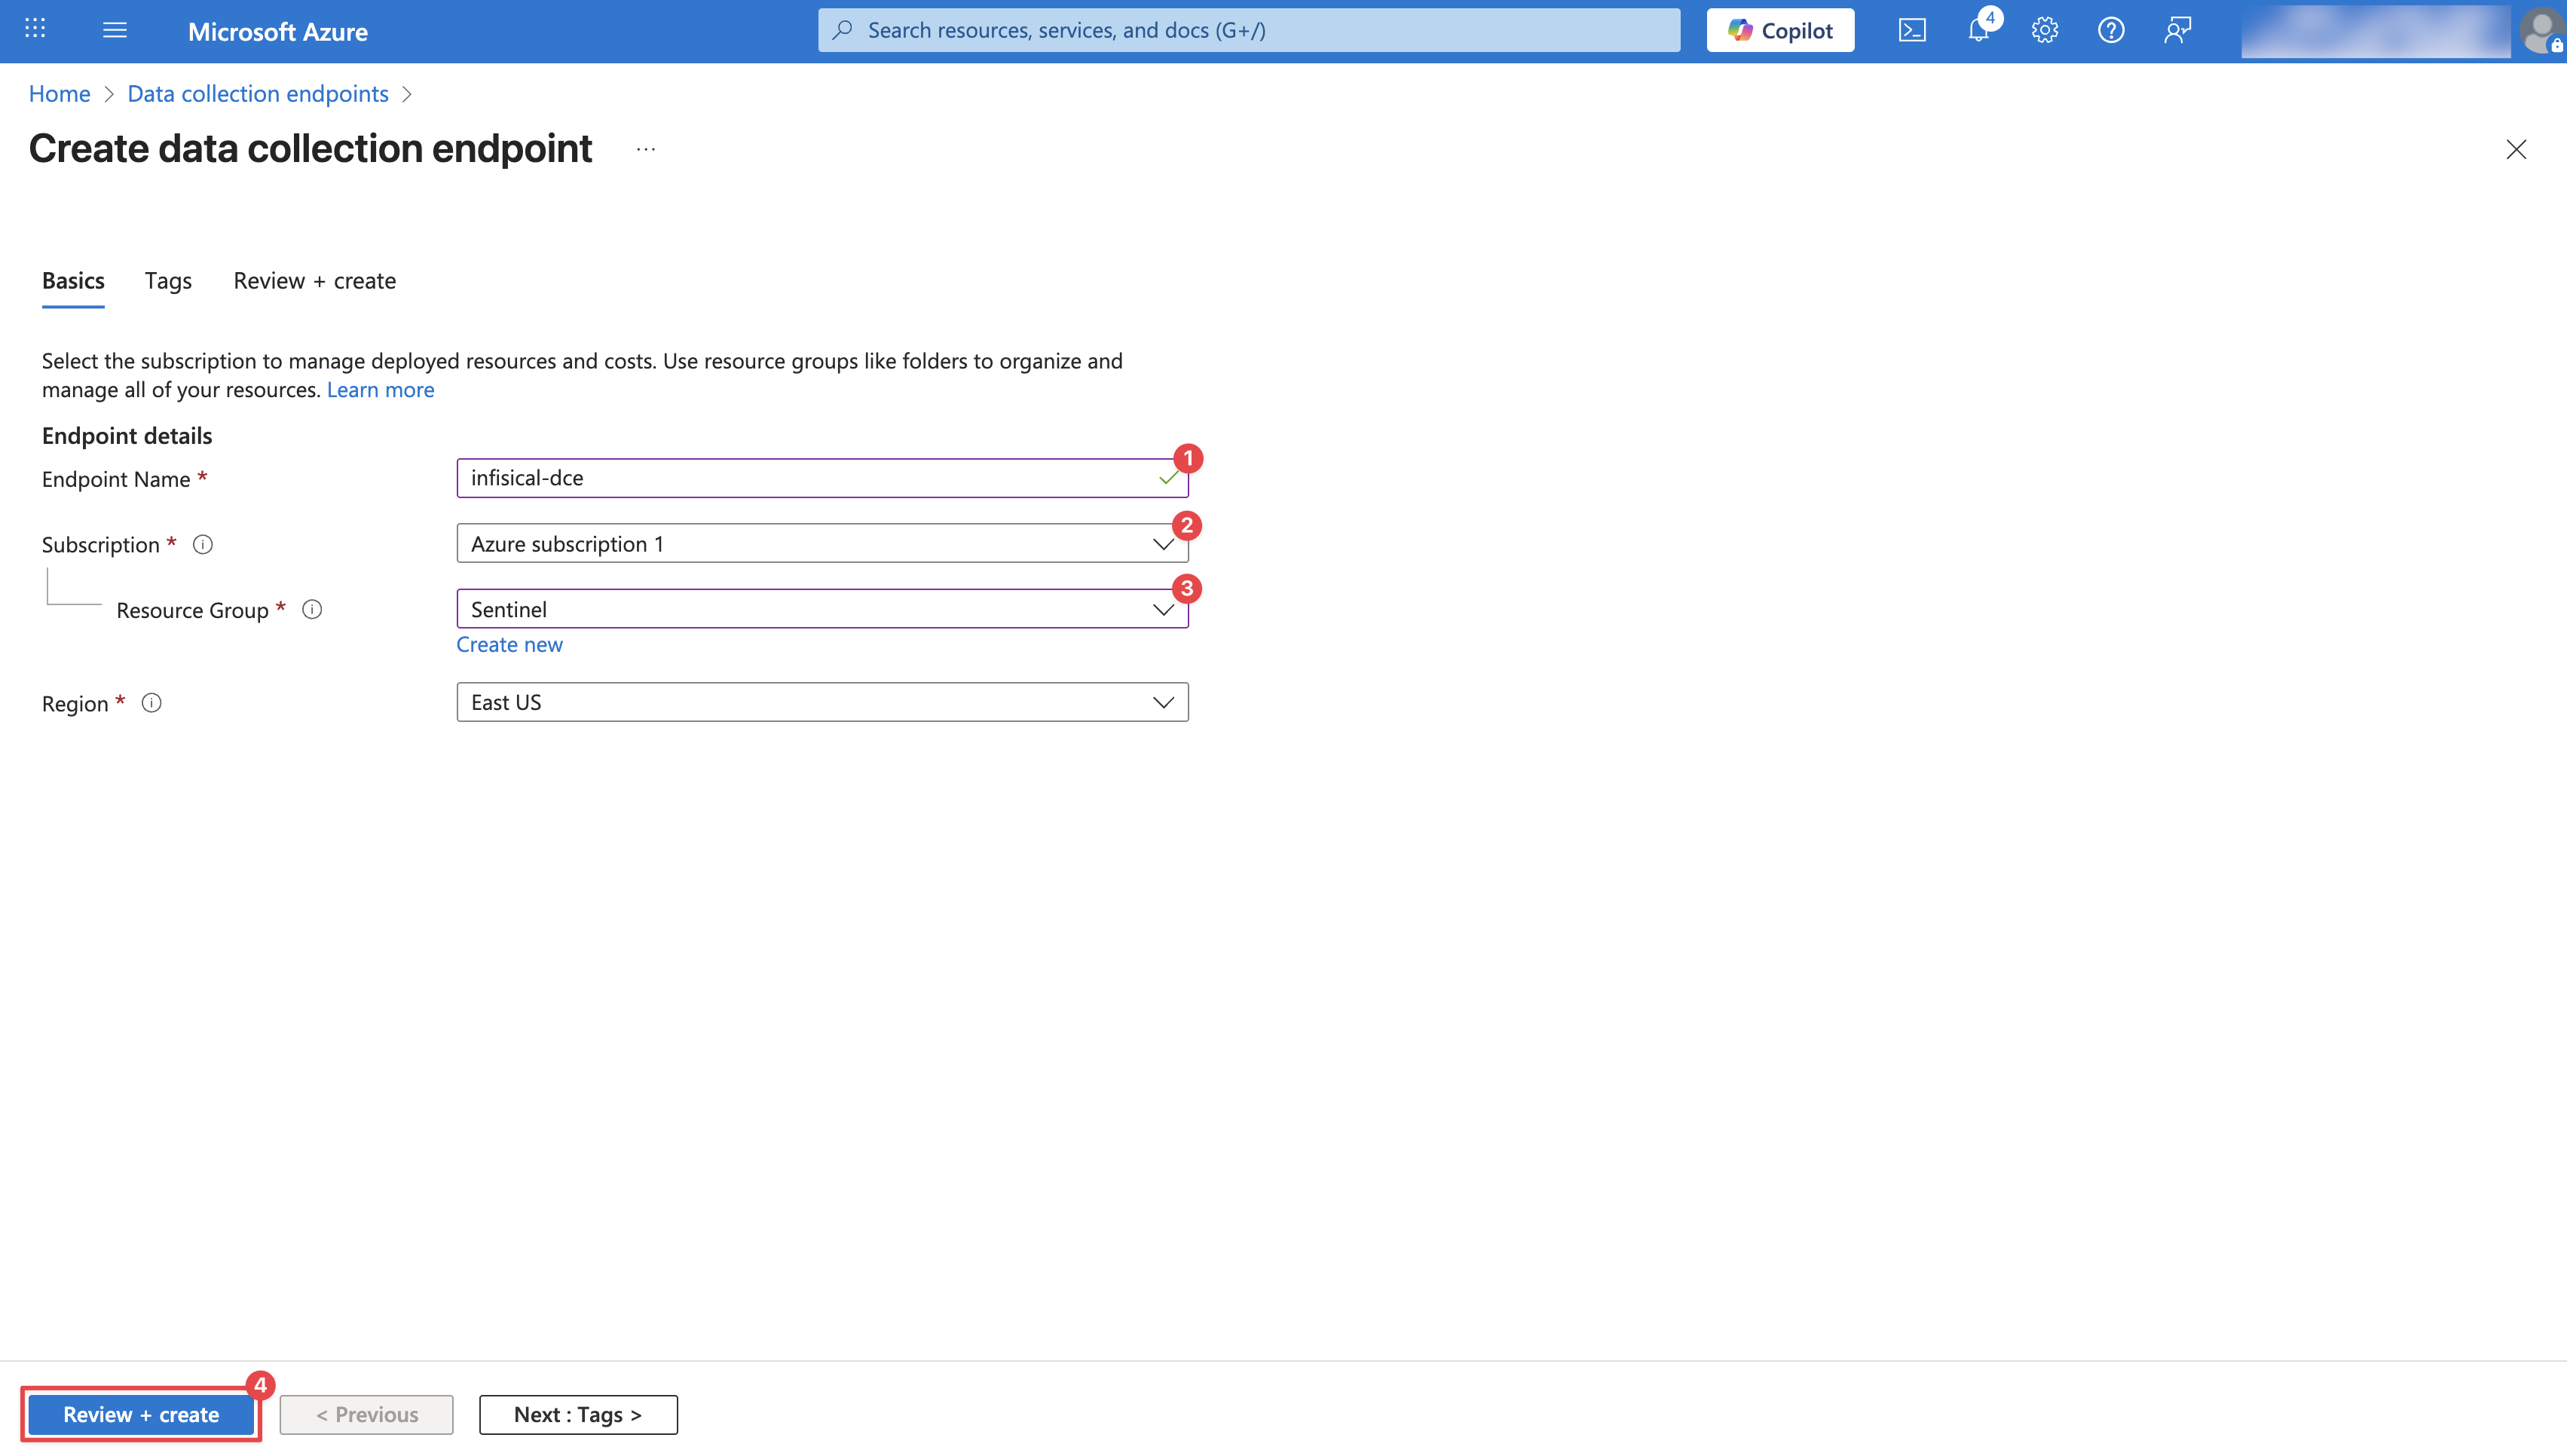 Microsoft Azure
Search resources, services, and docs (G+/)
Copilot
4
Home > Data collection endpoints >
Create data collection endpoint ...
Basics
Tags
Review + create
Select the subscription to manage deployed resources and costs. Use resource groups like folders to organize and
manage all of your resources. Learn more
Endpoint details
1
Endpoint Name *
infisical-dce
2
Subscription *
Azure subscription 1
3
Resource Group *
Sentinel
Create new
Region *
East US
4
Review + create
< Previous
Next : Tags >